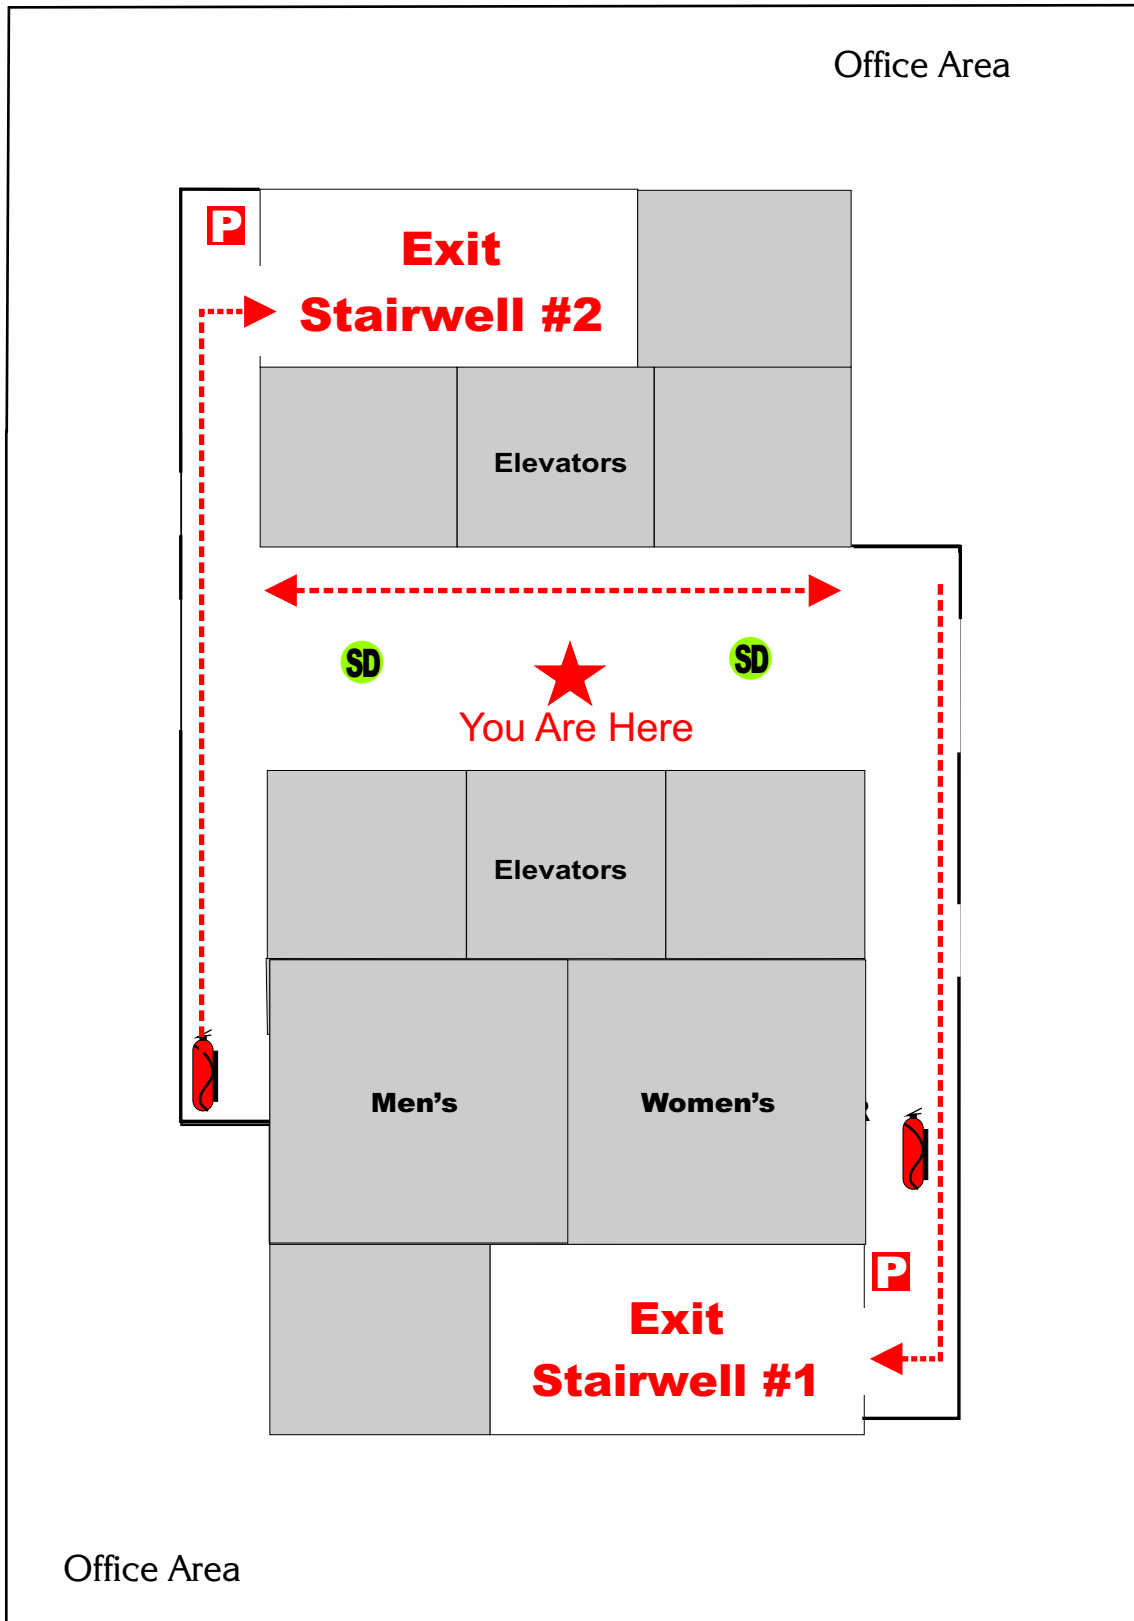 Office Area
P
Exit
Stairwell #2
Elevators
SD
SD
You Are Here
Elevators
Men’s
Women’s
P
Exit
Stairwell #1
Office Area